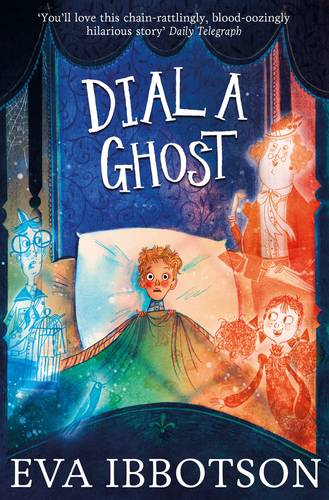 ‘You’ll love this chain-rattlingly, blood-oozingly
hilarious story’ Daily Telegraph
DIAL A
GHOST
EVA IBBOTSON